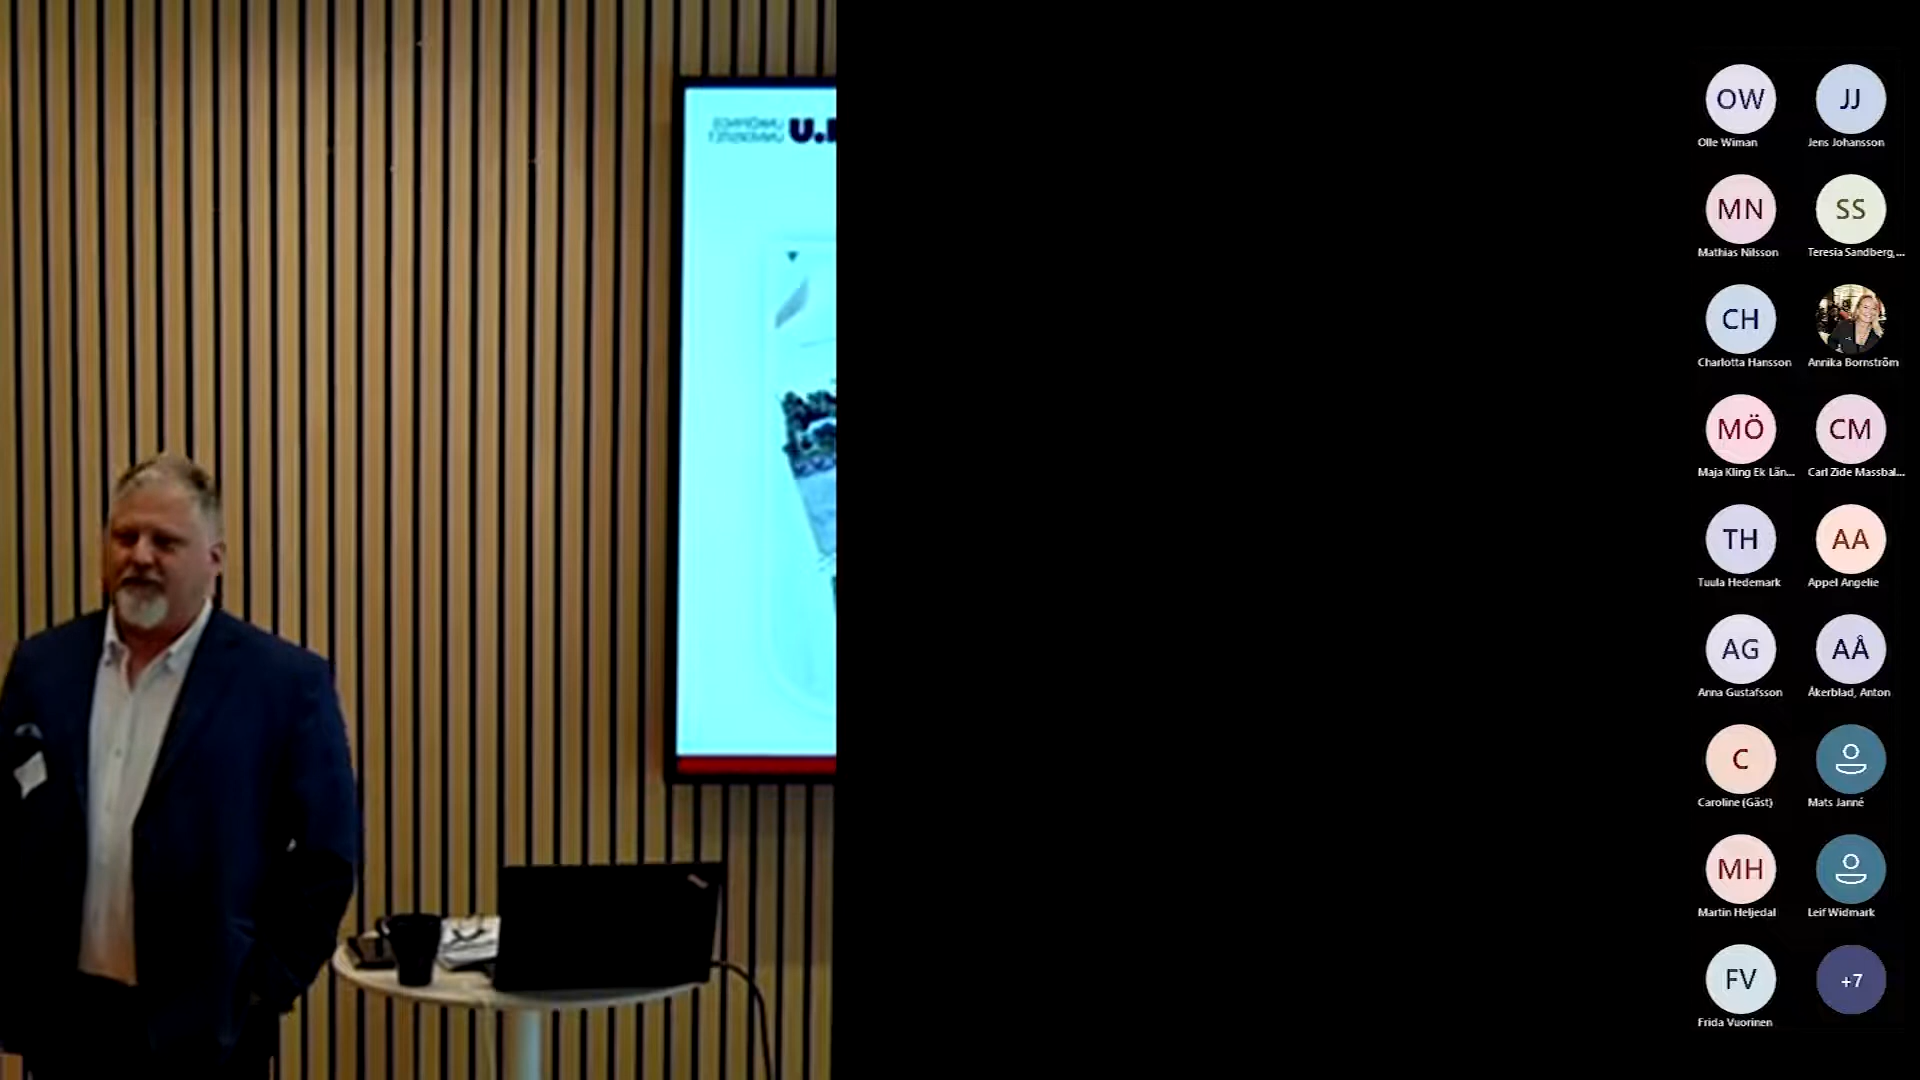 U.
OW
JJ
Olle Wiman
Jens Johansson
MN
SS
Mathias Nilsson
Teresia Sandberg,...
CH
Charlotta Hansson
Annika Bornström
MÖ
CM
Maja Kling Ek Län...
Carl Zide Massbal...
TH
AA
Tuula Hedemark
Appel Angelie
AG
AÅ
Anna Gustafsson
Åkerblad, Anton
C
Caroline (Gäst)
Mats Janné
MH
Martin Heljedal
Leif Widmark
FV
+7
Frida Vuorinen